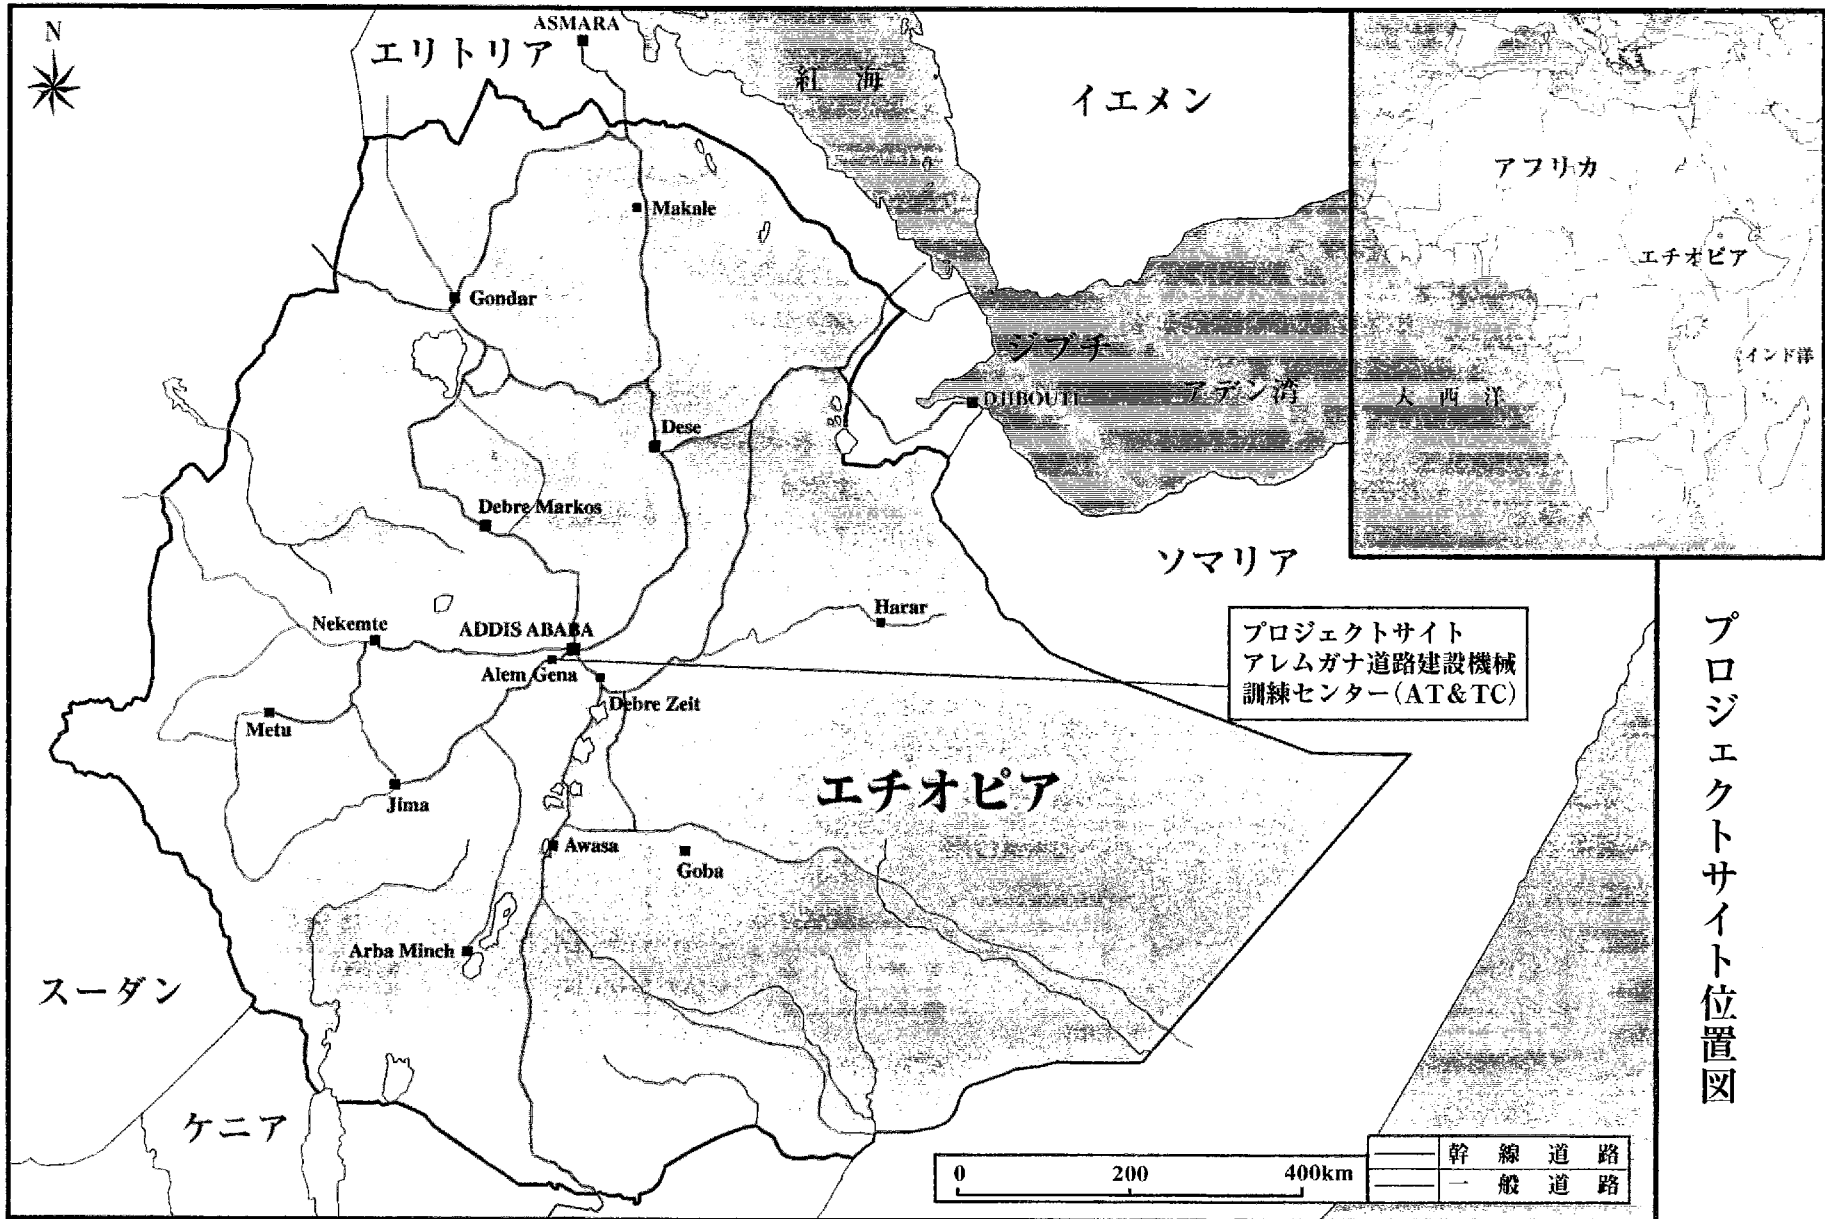 N
ASMARA
エリトリア
紅 海
イエメン
アフリカ
エチオピア
インド洋
大 西 洋
Makale
Gondar
ジブチ
アデン湾
DJIBOUTI
Dese
Debre Markos
ソマリア
Harar
Nekemte
ADDIS ABABA
Alem Gena
Debre Zeit
プロジェクトサイト
アレムガナ道路建設機械
訓練センター(AT&TC)
Metu
Jima
エチオピア
Awasa
Goba
Arba Minch
スーダン
ケニア
0 200 400km
幹 線 道 路
一 般 道 路
プロジェクトサイト位置図